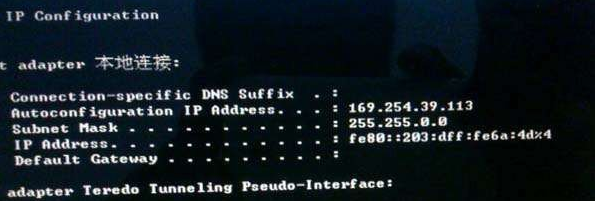 IP Configuration
t adapter 本地连接:
Connection-specific DNS Suffix . :
Autoconfiguration IP Address. . . : 169.254.39.113
Subnet Mask . . . . . . . . . . . : 255.255.0.0
IP Address. . . . . . . . . . . . : fe80::203:dff:fe6a:4d%4
Default Gateway . . . . . . . . . :
adapter Teredo Tunneling Pseudo-Interface: